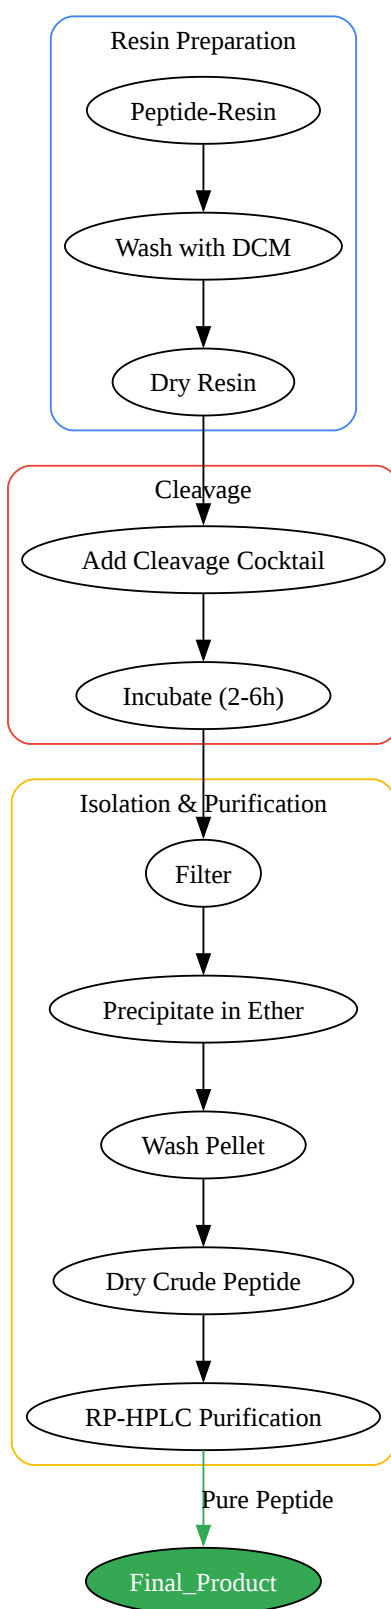 Resin Preparation
Peptide-Resin
Wash with DCM
Dry Resin
Cleavage
Add Cleavage Cocktail
Incubate (2-6h)
Isolation & Purification
Filter
Precipitate in Ether
Wash Pellet
Dry Crude Peptide
RP-HPLC Purification
Pure Peptide
Final_Product